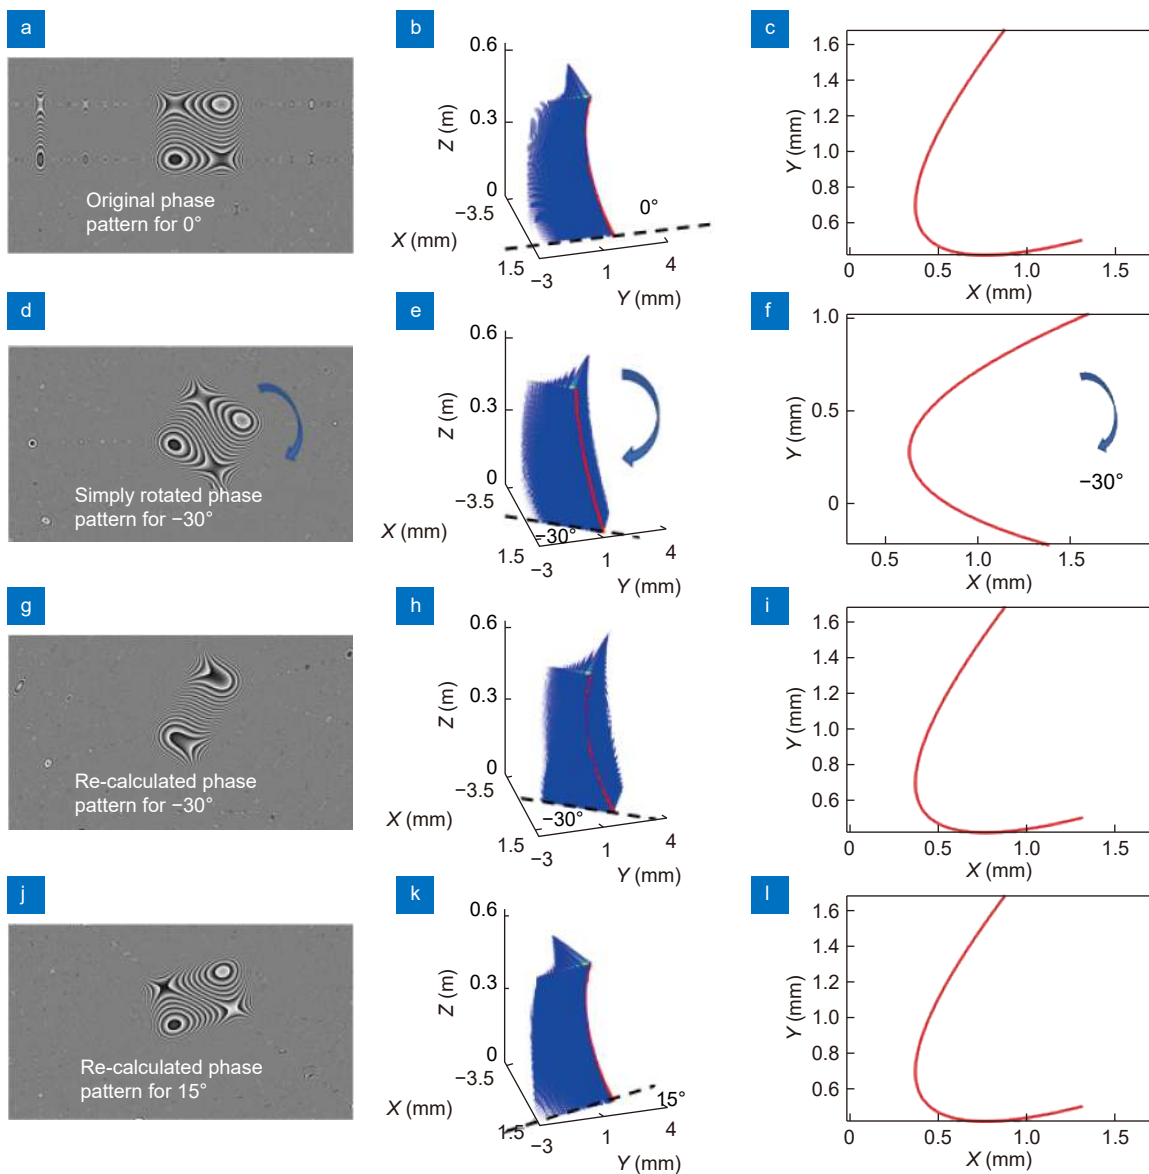 a
Original phase
pattern for 0°
b
0.6
0.3
0
Z (m)
−3.5
X (mm)
1.5
−3
1
4
Y (mm)
0°
c
1.6
1.4
1.2
1.0
0.8
0.6
Y (mm)
0
0.5
1.0
1.5
X (mm)
d
Simply rotated phase
pattern for −30°
e
0.6
0.3
0
Z (m)
−3.5
X (mm)
1.5
−3
1
4
Y (mm)
−30°
f
1.0
0.5
0
Y (mm)
−30°
0.5
1.0
1.5
X (mm)
g
Re-calculated phase
pattern for −30°
h
0.6
0.3
0
Z (m)
−3.5
X (mm)
1.5
−3
1
4
Y (mm)
−30°
i
1.6
1.4
1.2
1.0
0.8
0.6
Y (mm)
0
0.5
1.0
1.5
X (mm)
j
Re-calculated phase
pattern for 15°
k
0.6
0.3
0
Z (m)
−3.5
X (mm)
1.5
−3
1
4
Y (mm)
15°
l
1.6
1.4
1.2
1.0
0.8
0.6
Y (mm)
0
0.5
1.0
1.5
X (mm)